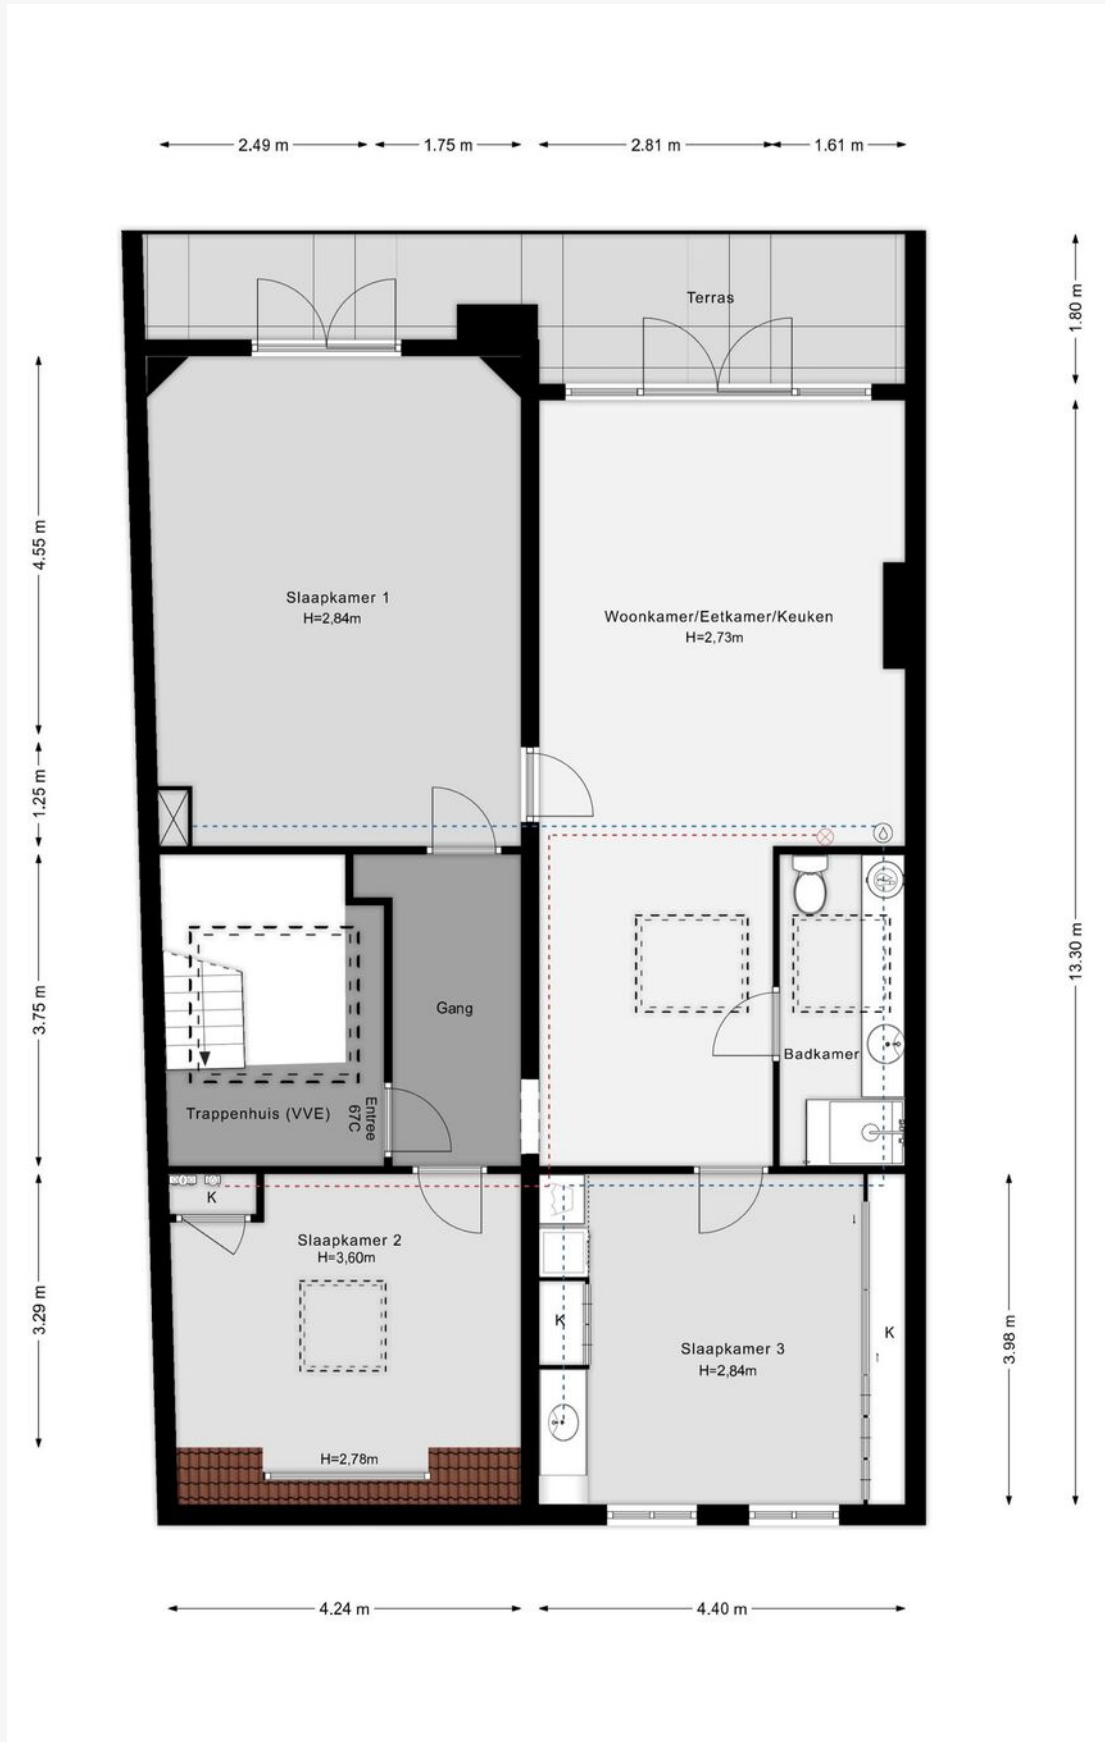 2.49 m
1.75 m
2.81 m
1.61 m
Terras
1.80 m
4.55 m
Slaapkamer 1
H=2,84m
Woonkamer/Eetkamer/Keuken
H=2,73m
1.25 m
13.30 m
3.75 m
Gang
Badkamer
Trappenhuis (VVE)
Entree
67C
K
Slaapkamer 2
H=3,60m
3.29 m
K
K
Slaapkamer 3
H=2,84m
3.98 m
H=2,78m
4.24 m
4.40 m